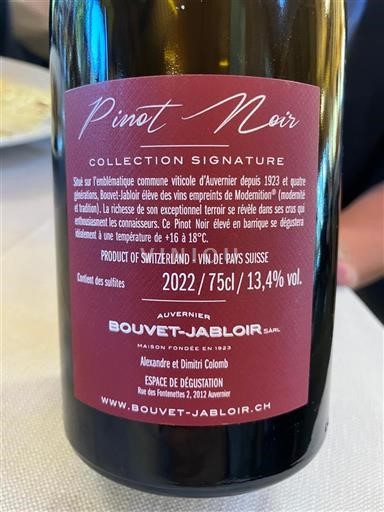 Pinot Noir
COLLECTION SIGNATURE
Situé sur l'emblématique commune viticole d'Auvernier depuis 1923 et quatre
générations, Bouvet-Jabloir élève des vins empreints de Modernition® (modernité
et tradition). La richesse de son exceptionnel terroir se révèle dans ses crus qui
enthousiasment les connaisseurs. Ce Pinot Noir élevé en barrique se dégustera
idéalement à une température de +16 à 18°C.
PRODUCT OF SWITZERLAND / VIN DE PAYS SUISSE
Contient des sulfites 2022 / 75cl / 13,4% vol.
AUVERNIER
BOUVET-JABLOIR SÀRL
MAISON FONDÉE EN 1923
Alexandre et Dimitri Colomb
ESPACE DE DÉGUSTATION
Rue des Fontenettes 2, 2012 Auvernier
WWW.BOUVET-JABLOIR.CH